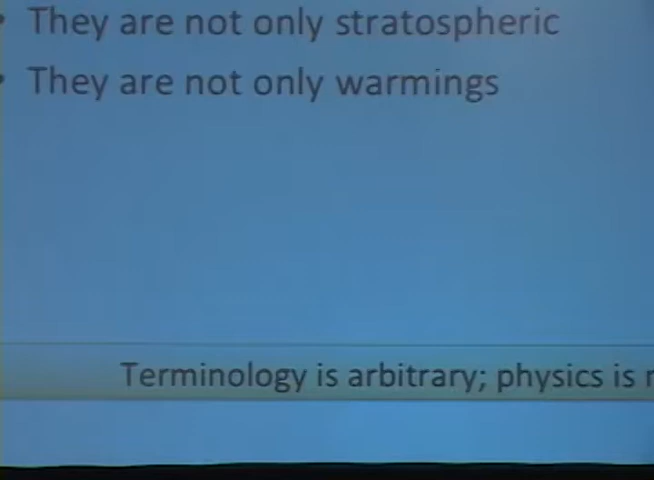 • They are not only stratospheric
• They are not only warmings
Terminology is arbitrary; physics is